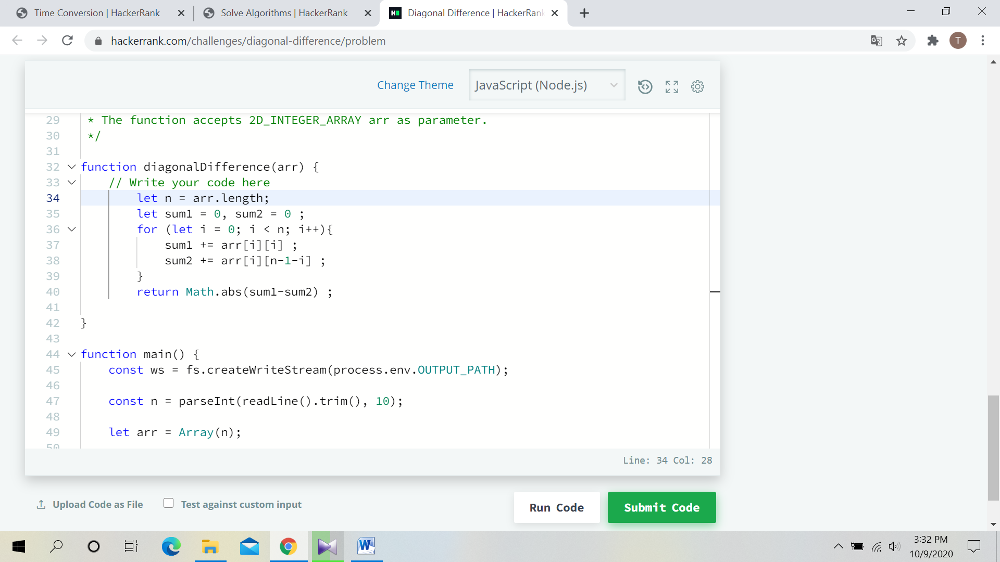 Time Conversion | HackerRank
Solve Algorithms | HackerRank
Diagonal Difference | HackerRank
hackerrank.com/challenges/diagonal-difference/problem
T
Change Theme
JavaScript (Node.js)
29 * The function accepts 2D_INTEGER_ARRAY arr as parameter.
30 */
31
32 function diagonalDifference(arr) {
33 // Write your code here
34 let n = arr.length;
35 let sum1 = 0, sum2 = 0 ;
36 for (let i = 0; i < n; i++){
37 sum1 += arr[i][i] ;
38 sum2 += arr[i][n-1-i] ;
39 }
40 return Math.abs(sum1-sum2) ;
41
42 }
43
44 function main() {
45 const ws = fs.createWriteStream(process.env.OUTPUT_PATH);
46
47 const n = parseInt(readLine().trim(), 10);
48
49 let arr = Array(n);
50
Line: 34 Col: 28
Upload Code as File
Test against custom input
Run Code
Submit Code
3:32 PM
10/9/2020